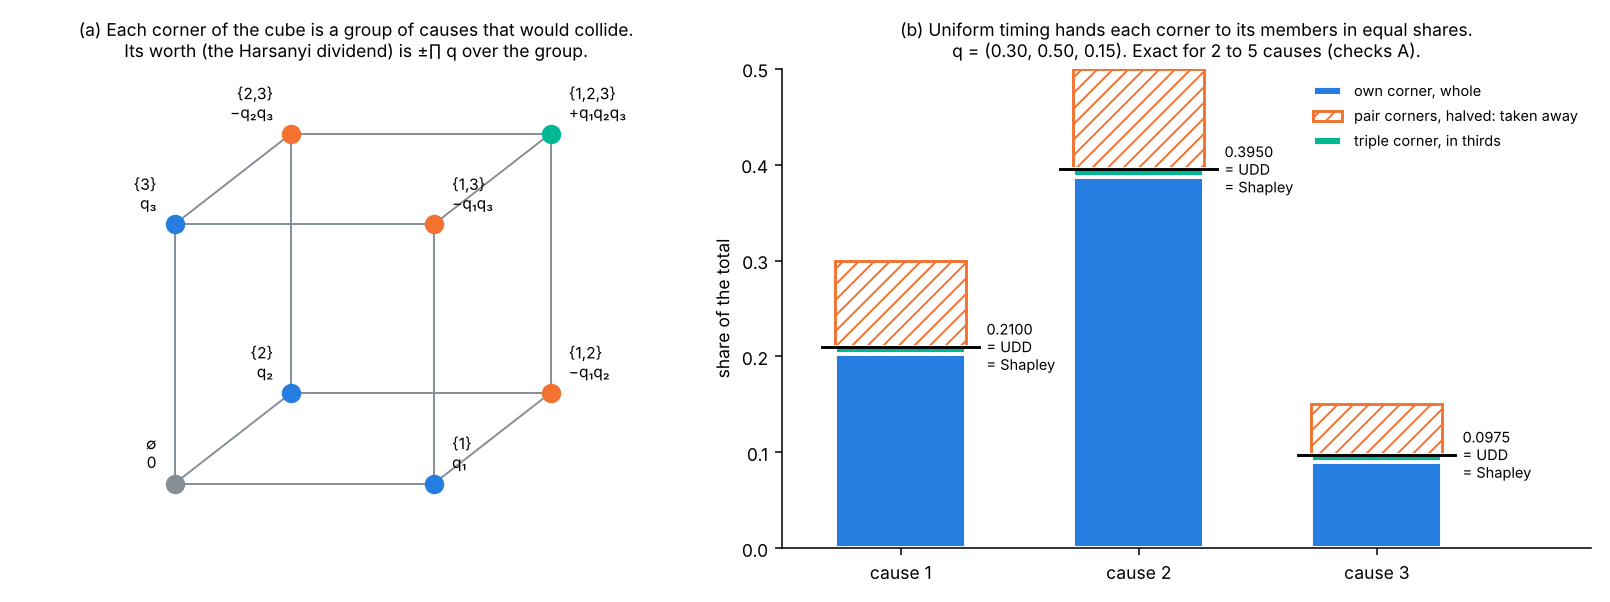 (a) Each corner of the cube is a group of causes that would collide.
Its worth (the Harsanyi dividend) is ±∏ q over the group.
{2,3}
−q₂q₃
{1,2,3}
+q₁q₂q₃
{3}
q₃
{1,3}
−q₁q₃
{2}
q₂
{1,2}
−q₁q₂
ø
0
{1}
q₁
(b) Uniform timing hands each corner to its members in equal shares.
q = (0.30, 0.50, 0.15). Exact for 2 to 5 causes (checks A).
share of the total
0.5
0.4
0.3
0.2
0.1
0.0
own corner, whole
pair corners, halved: taken away
triple corner, in thirds
0.2100
= UDD
= Shapley
0.3950
= UDD
= Shapley
0.0975
= UDD
= Shapley
cause 1
cause 2
cause 3